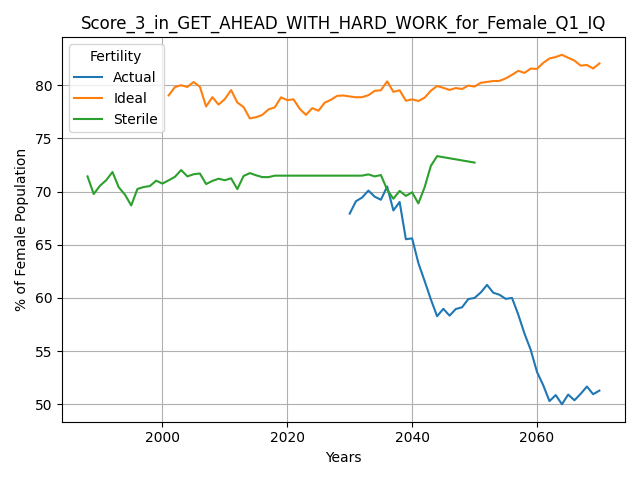 Score_3_in_GET_AHEAD_WITH_HARD_WORK_for_Female_Q1_IQ
Fertility
Actual
Ideal
Sterile
% of Female Population
80
75
70
65
60
55
50
2000
2020
2040
2060
Years